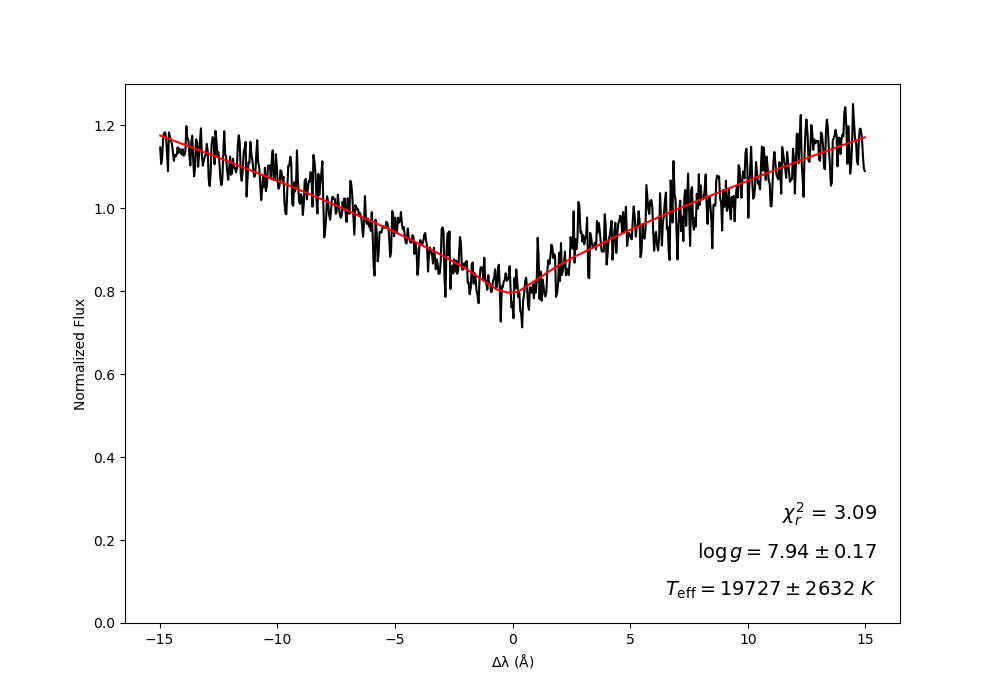 1.2
1.0
0.8
0.6
0.4
0.2
0.0
Normalized Flux
χ²ᵣ = 3.09
log g = 7.94 ± 0.17
T_eff = 19727 ± 2632 K
−15 −10 −5 0 5 10 15
Δλ (Å)